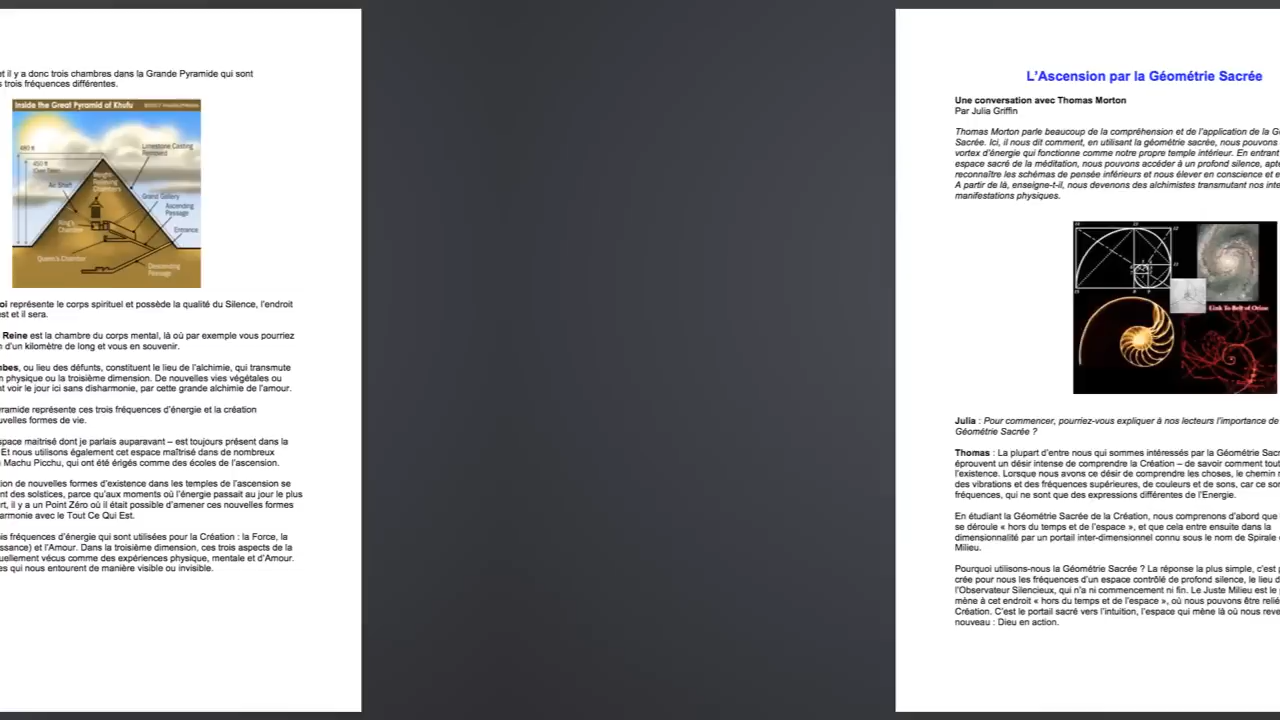 et il y a donc trois chambres dans la Grande Pyramide qui sont
s trois fréquences différentes.
Inside the Great Pyramid of Khufu
480 ft
450 ft
Limestone Casting
Removed
Air Shaft
Weight-
Relieving
Chambers
Grand Gallery
Ascending
Passage
King's
Chamber
Entrance
Queen's Chamber
Descending
Passage
oi représente le corps spirituel et possède la qualité du Silence, l'endroit
est et il sera.
Reine est la chambre du corps mental, là où par exemple vous pourriez
n d'un kilomètre de long et vous en souvenir.
nbes, ou lieu des défunts, constituent le lieu de l'alchimie, qui transmute
n physique ou la troisième dimension. De nouvelles vies végétales ou
nt voir le jour ici sans disharmonie, par cette grande alchimie de l'amour.
yramide représente ces trois fréquences d'énergie et la création
uvelles formes de vie.
space maitrisé dont je parlais auparavant – est toujours présent dans la
Et nous utilisons également cet espace maîtrisé dans de nombreux
Machu Picchu, qui ont été érigés comme des écoles de l'ascension.
tion de nouvelles formes d'existence dans les temples de l'ascension se
ent des solstices, parce qu'aux moments où l'énergie passait au jour le plus
rt, il y a un Point Zéro où il était possible d'amener ces nouvelles formes
armonie avec le Tout Ce Qui Est.
ois fréquences d'énergie qui sont utilisées pour la Création : la Force, la
issance) et l'Amour. Dans la troisième dimension, ces trois aspects de la
uellement vécus comme des expériences physique, mentale et d'Amour.
es qui nous entourent de manière visible ou invisible.
L'Ascension par la Géométrie Sacrée
Une conversation avec Thomas Morton
Par Julia Griffin
Thomas Morton parle beaucoup de la compréhension et de l'application de la G
Sacrée. Ici, il nous dit comment, en utilisant la géométrie sacrée, nous pouvons
vortex d'énergie qui fonctionne comme notre propre temple intérieur. En entrant
espace sacré de la méditation, nous pouvons accéder à un profond silence, apte
reconnaître les schémas de pensée inférieurs et nous élever en conscience et e
A partir de là, enseigne-t-il, nous devenons des alchimistes transmutant nos inte
manifestations physiques.
Link To Belt of Orion
Julia : Pour commencer, pourriez-vous expliquer à nos lecteurs l'importance de
Géométrie Sacrée ?
Thomas : La plupart d'entre nous qui sommes intéressés par la Géométrie Sacr
éprouvent un désir intense de comprendre la Création – de savoir comment tout
l'existence. Lorsque nous avons ce désir de comprendre les choses, le chemin n
des vibrations et des fréquences supérieures, de couleurs et de sons, car ce son
fréquences, qui ne sont que des expressions différentes de l'Energie.
En étudiant la Géométrie Sacrée de la Création, nous comprenons d'abord que
se déroule « hors du temps et de l'espace », et que cela entre ensuite dans la
dimensionnalité par un portail inter-dimensionnel connu sous le nom de Spirale
Milieu.
Pourquoi utilisons-nous la Géométrie Sacrée ? La réponse la plus simple, c'est p
crée pour nous les fréquences d'un espace contrôlé de profond silence, le lieu d
l'Observateur Silencieux, qui n'a ni commencement ni fin. Le Juste Milieu est le
mène à cet endroit « hors du temps et de l'espace », où nous pouvons être relié
Création. C'est le portail sacré vers l'intuition, l'espace qui mène là où nous reve
nouveau : Dieu en action.